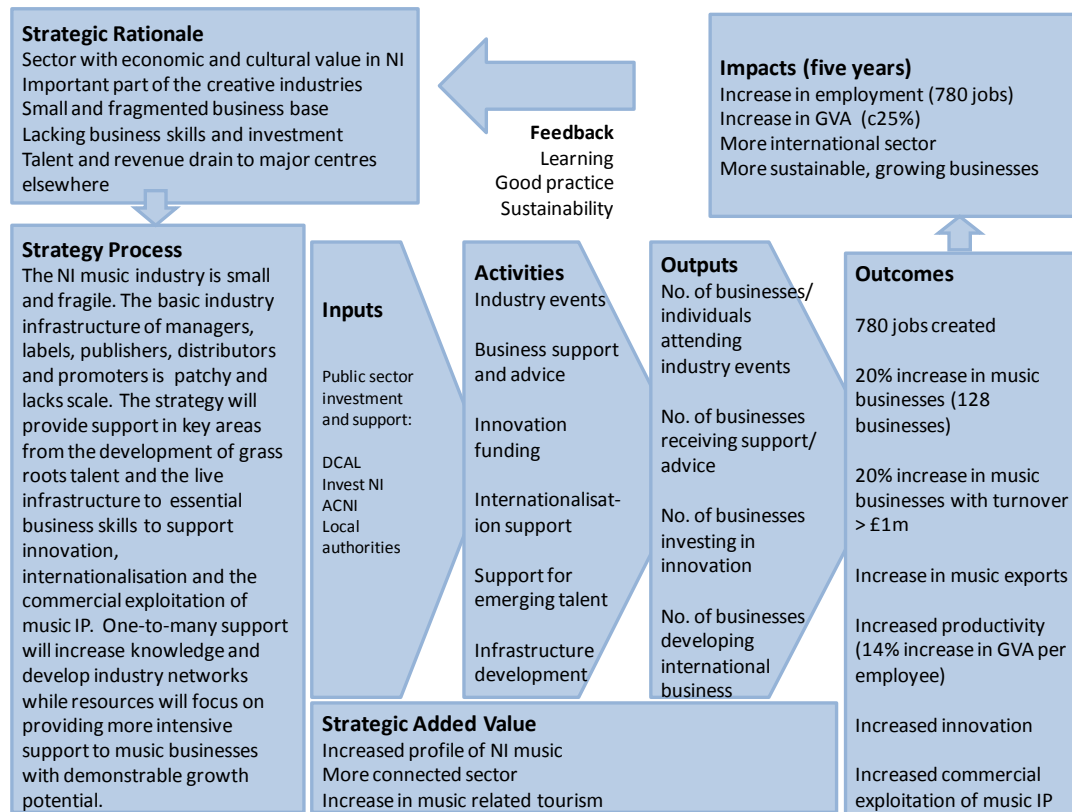 Strategic Rationale
Sector with economic and cultural value in NI
Important part of the creative industries
Small and fragmented business base
Lacking business skills and investment
Talent and revenue drain to major centres
elsewhere
Feedback
Learning
Good practice
Sustainability
Impacts (five years)
Increase in employment (780 jobs)
Increase in GVA (c25%)
More international sector
More sustainable, growing businesses
Strategy Process
The NI music industry is small
and fragile. The basic industry
infrastructure of managers,
labels, publishers, distributors
and promoters is patchy and
lacks scale. The strategy will
provide support in key areas
from the development of grass
roots talent and the live
infrastructure to essential
business skills to support
innovation,
internationalisation and the
commercial exploitation of
music IP. One-to-many support
will increase knowledge and
develop industry networks
while resources will focus on
providing more intensive
support to music businesses
with demonstrable growth
potential.
Inputs
Public sector
investment
and support:
DCAL
Invest NI
ACNI
Local
authorities
Activities
Industry events
Business support
and advice
Innovation
funding
Internationalisat-
ion support
Support for
emerging talent
Infrastructure
development
Outputs
No. of businesses/
individuals
attending
industry events
No. of businesses
receiving support/
advice
No. of businesses
investing in
innovation
No. of businesses
developing
international
business
Outcomes
780 jobs created
20% increase in music
businesses (128
businesses)
20% increase in music
businesses with turnover
> £1m
Increase in music exports
Increased productivity
(14% increase in GVA per
employee)
Increased innovation
Increased commercial
exploitation of music IP
Strategic Added Value
Increased profile of NI music
More connected sector
Increase in music related tourism